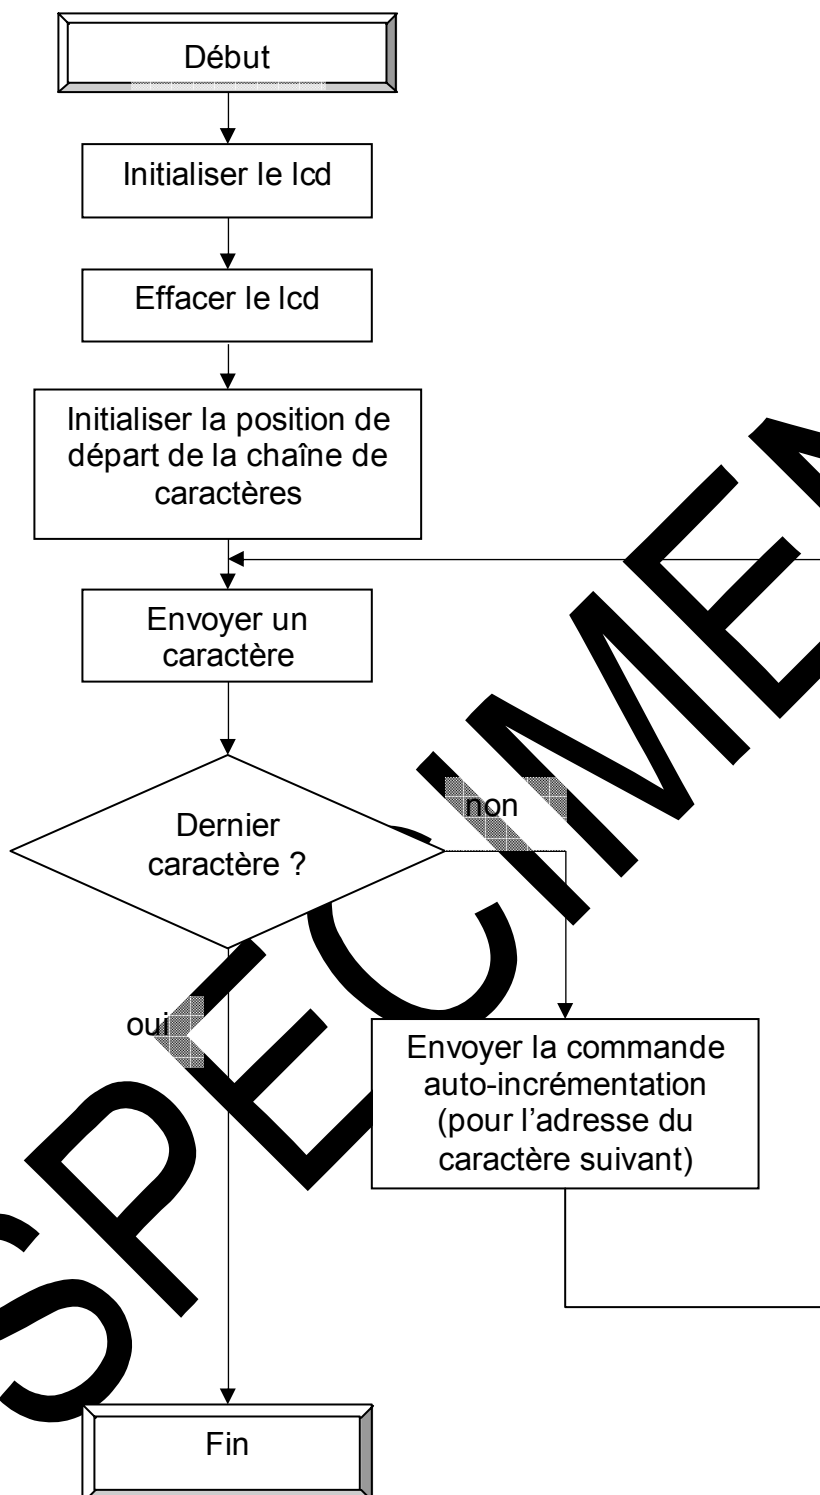 Début
Initialiser le lcd
Effacer le lcd
Initialiser la position de
départ de la chaîne de
caractères
Envoyer un
caractère
Dernier
caractère ?
non
oui
Envoyer la commande
auto-incrémentation
(pour l'adresse du
caractère suivant)
Fin
SPECIMEN